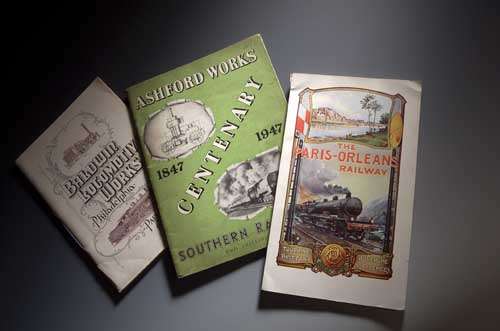 BALDWIN
LOCOMOTIVE
WORKS
Philadelphia
ASHFORD WORKS
CENTENARY
1847
1947
SOUTHERN
THE
PARIS-ORLEANS
RAILWAY